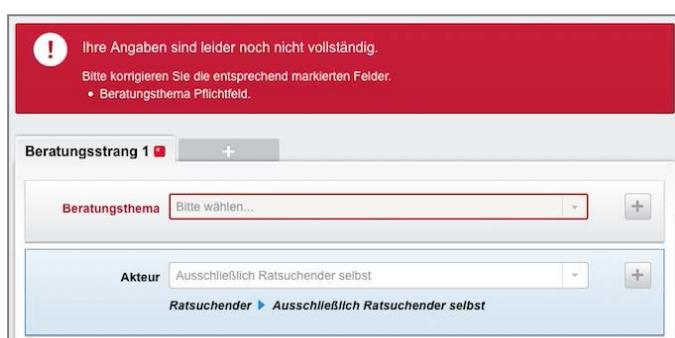 Ihre Angaben sind leider noch nicht vollständig.
Bitte korrigieren Sie die entsprechend markierten Felder.
• Beratungsthema Pflichtfeld.
Beratungsstrang 1 +
Beratungsthema Bitte wählen... +
Akteur Ausschließlich Ratsuchender selbst +
Ratsuchender ▶ Ausschließlich Ratsuchender selbst